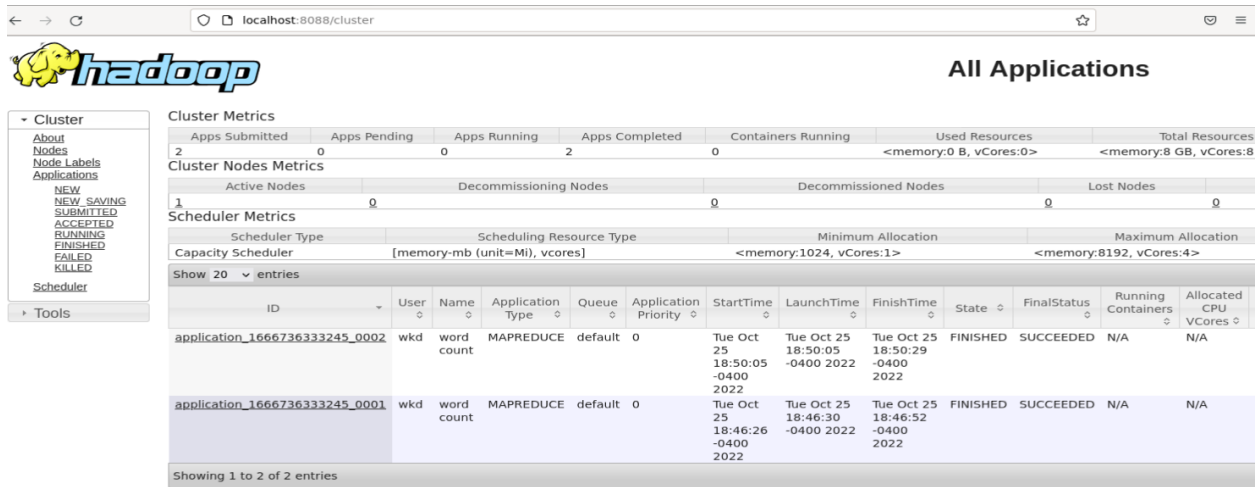 localhost:8088/cluster
hadoop
All Applications
Cluster
About
Nodes
Node Labels
Applications
NEW
NEW_SAVING
SUBMITTED
ACCEPTED
RUNNING
FINISHED
FAILED
KILLED
Scheduler
Tools
Cluster Metrics
Apps Submitted Apps Pending Apps Running Apps Completed Containers Running Used Resources Total Resources
2 0 0 2 0 <memory:0 B, vCores:0> <memory:8 GB, vCores:8
Cluster Nodes Metrics
Active Nodes Decommissioning Nodes Decommissioned Nodes Lost Nodes
1 0 0 0 0
Scheduler Metrics
Scheduler Type Scheduling Resource Type Minimum Allocation Maximum Allocation
Capacity Scheduler [memory-mb (unit=Mi), vcores] <memory:1024, vCores:1> <memory:8192, vCores:4>
Show 20 entries
ID User Name Application Type Queue Application Priority StartTime LaunchTime FinishTime State FinalStatus Running Containers Allocated CPU VCores
application_1666736333245_0002 wkd word count MAPREDUCE default 0 Tue Oct 25 18:50:05 -0400 2022 Tue Oct 25 18:50:05 -0400 2022 Tue Oct 25 18:50:29 -0400 2022 FINISHED SUCCEEDED N/A N/A
application_1666736333245_0001 wkd word count MAPREDUCE default 0 Tue Oct 25 18:46:26 -0400 2022 Tue Oct 25 18:46:30 -0400 2022 Tue Oct 25 18:46:52 -0400 2022 FINISHED SUCCEEDED N/A N/A
Showing 1 to 2 of 2 entries